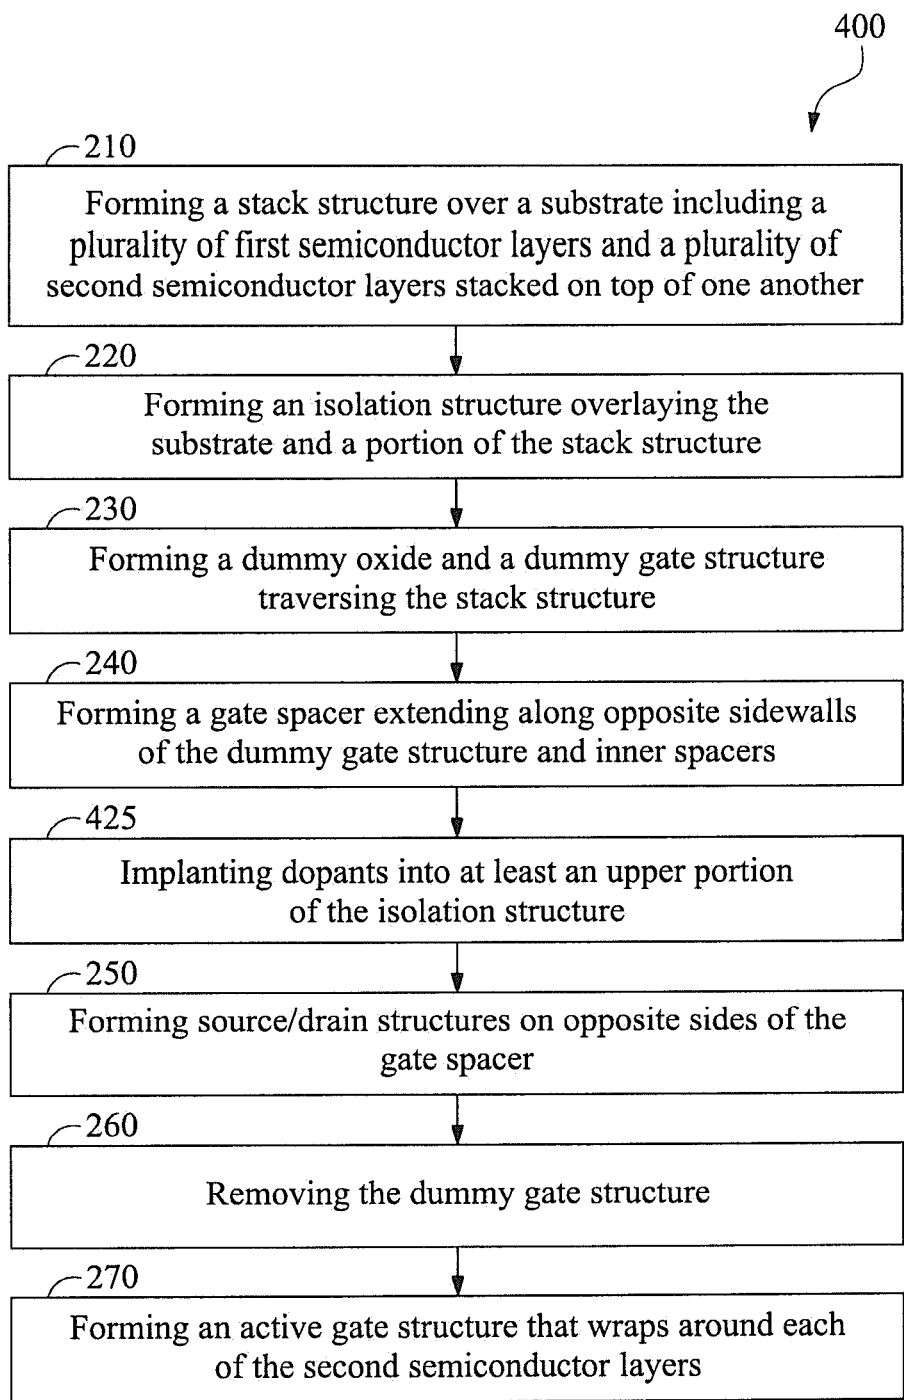 400
210
Forming a stack structure over a substrate including a
plurality of first semiconductor layers and a plurality of
second semiconductor layers stacked on top of one another
220
Forming an isolation structure overlaying the
substrate and a portion of the stack structure
230
Forming a dummy oxide and a dummy gate structure
traversing the stack structure
240
Forming a gate spacer extending along opposite sidewalls
of the dummy gate structure and inner spacers
425
Implanting dopants into at least an upper portion
of the isolation structure
250
Forming source/drain structures on opposite sides of the
gate spacer
260
Removing the dummy gate structure
270
Forming an active gate structure that wraps around each
of the second semiconductor layers